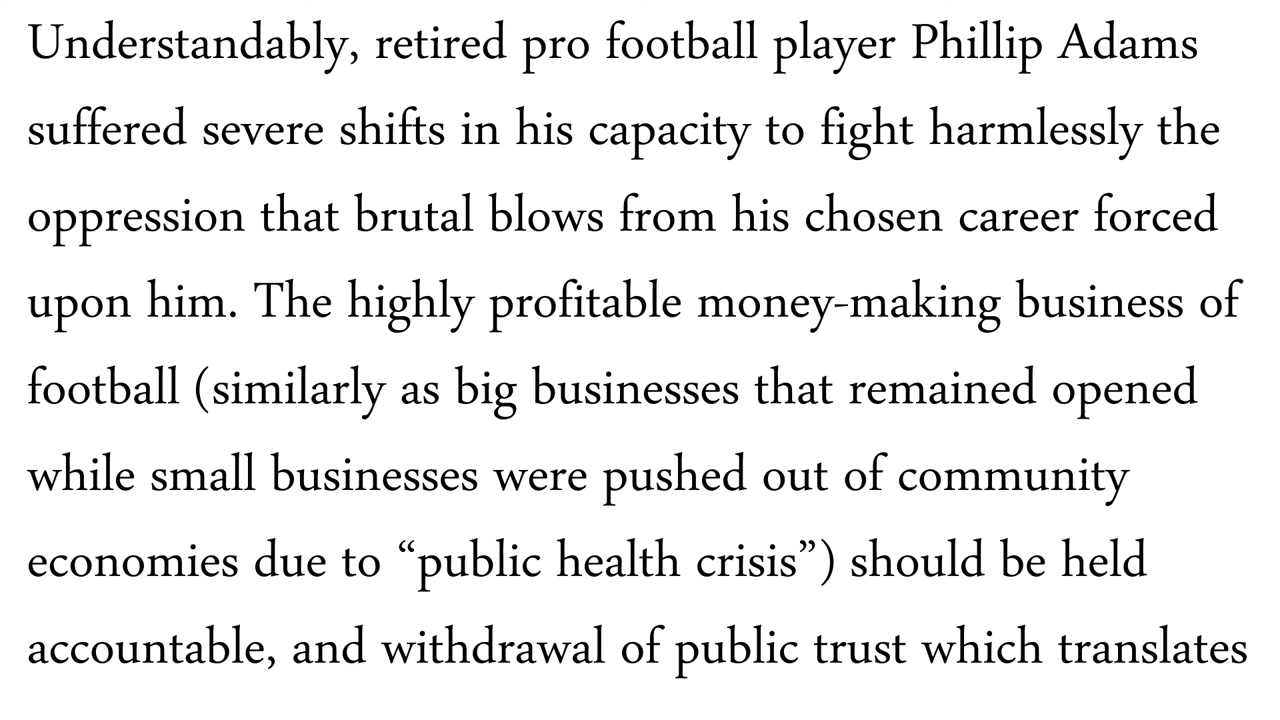 Understandably, retired pro football player Phillip Adams
suffered severe shifts in his capacity to fight harmlessly the
oppression that brutal blows from his chosen career forced
upon him. The highly profitable money-making business of
football (similarly as big businesses that remained opened
while small businesses were pushed out of community
economies due to “public health crisis”) should be held
accountable, and withdrawal of public trust which translates